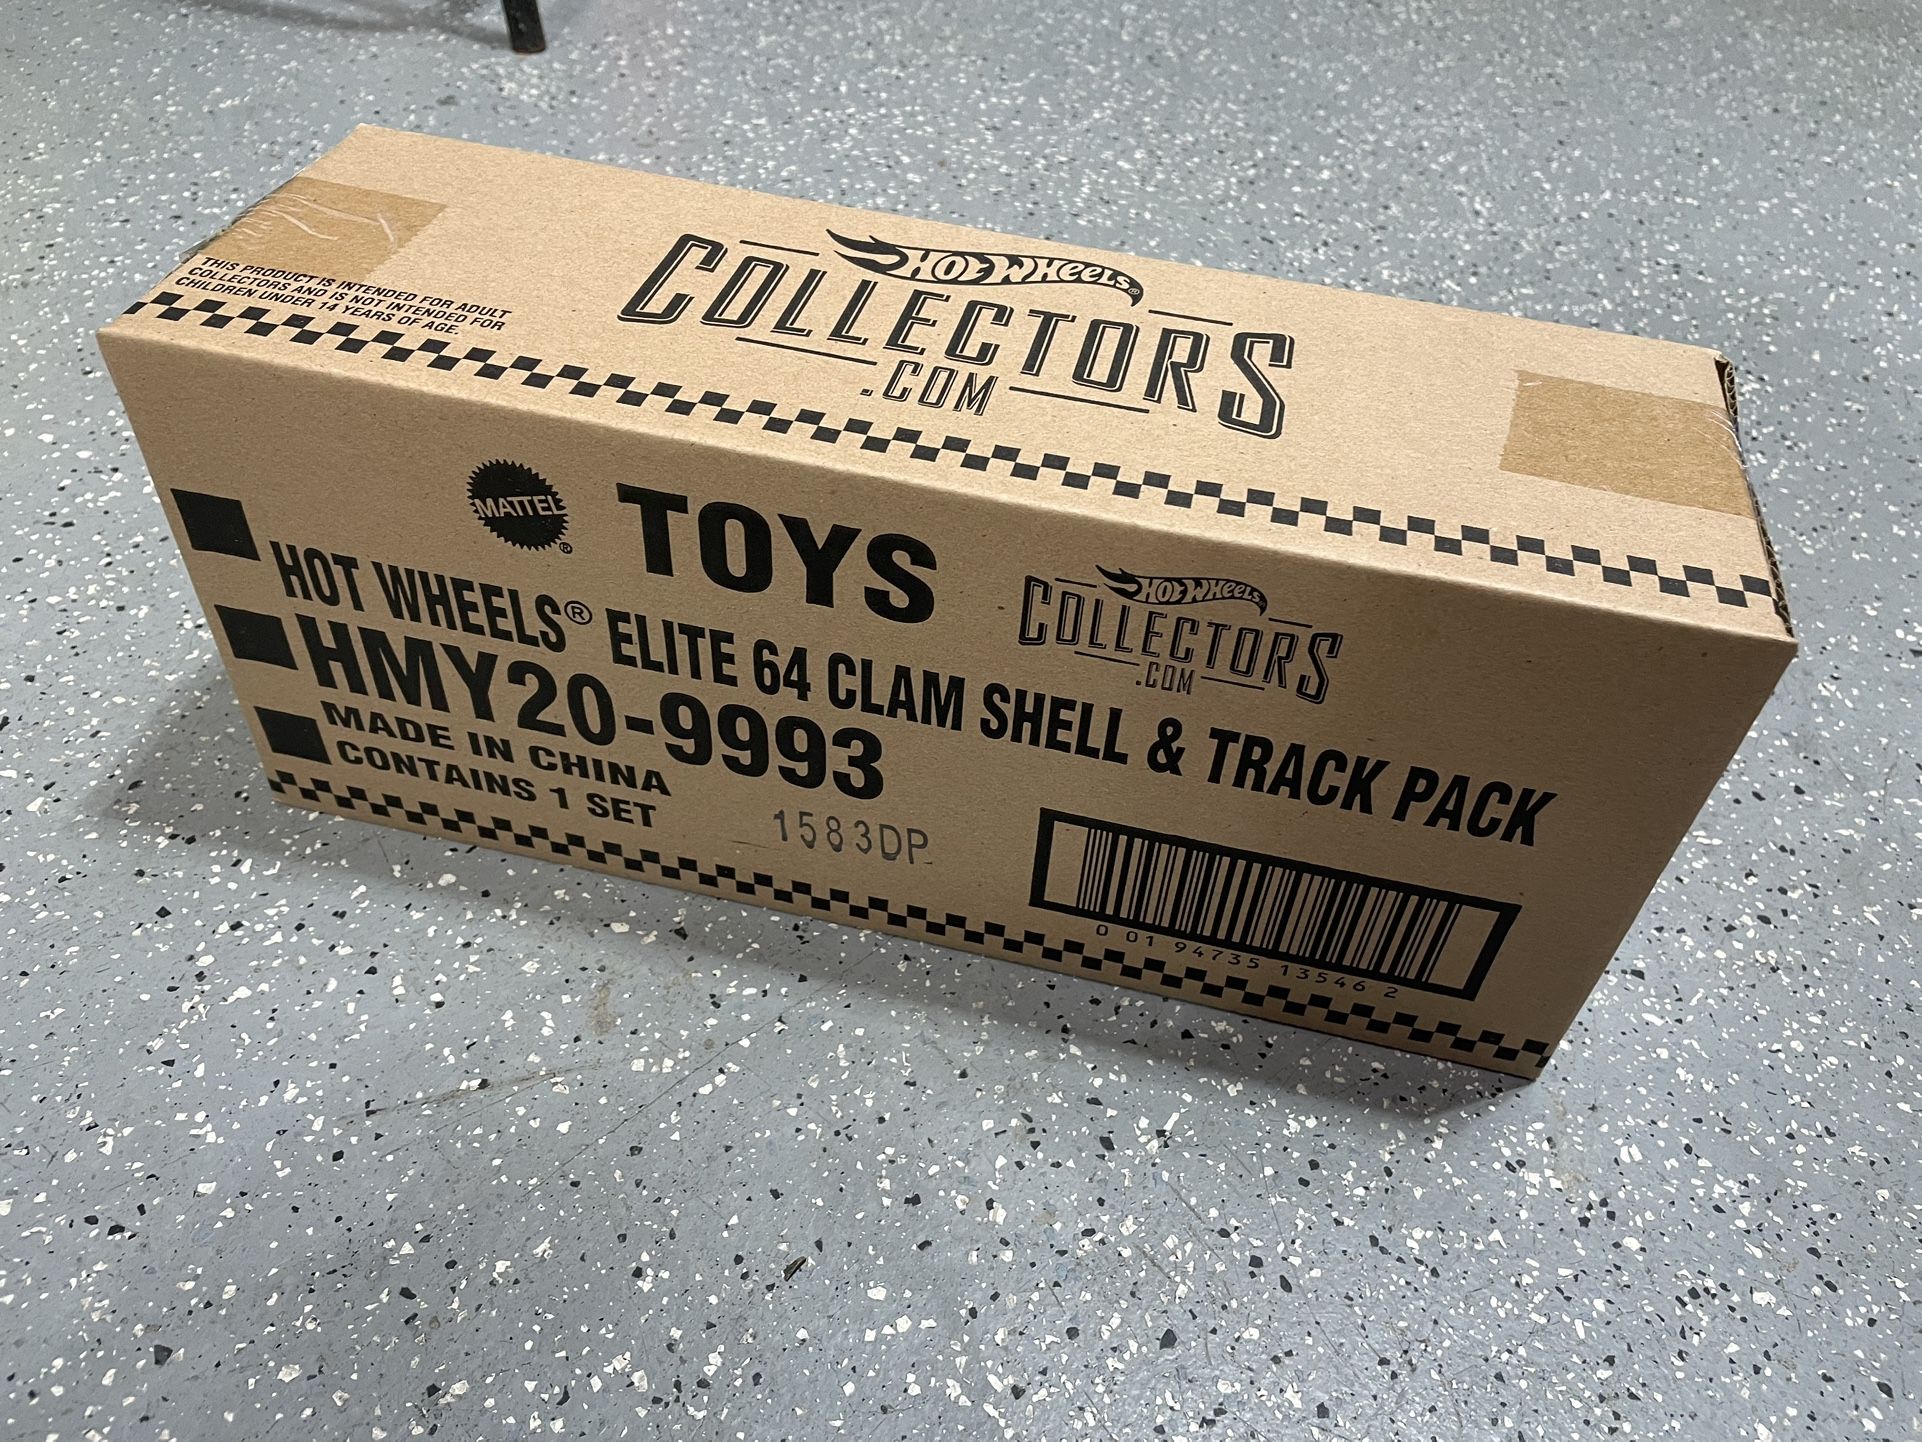 HOT WHEELS®
COLLECTORS
.COM
THIS PRODUCT IS INTENDED FOR ADULT
COLLECTORS AND IS NOT INTENDED FOR
CHILDREN UNDER 14 YEARS OF AGE.
MATTEL®
TOYS
HOT WHEELS
COLLECTORS
.COM
HOT WHEELS® ELITE 64 CLAM SHELL & TRACK PACK
HMY20-9993
MADE IN CHINA
CONTAINS 1 SET
1583DP
0 01 94735 13546 2